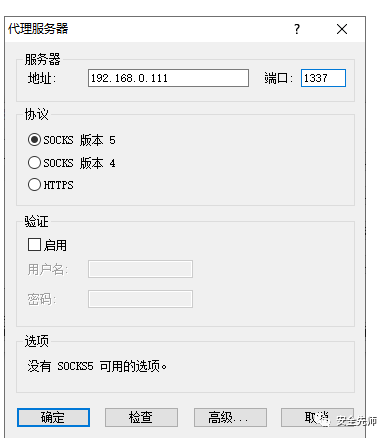 代理服务器
服务器
地址: 192.168.0.111 端口: 1337
协议
SOCKS 版本 5
SOCKS 版本 4
HTTPS
验证
启用
用户名:
密码:
选项
没有 SOCKS5 可用的选项。
确定 检查 高级... 取消
安全先师